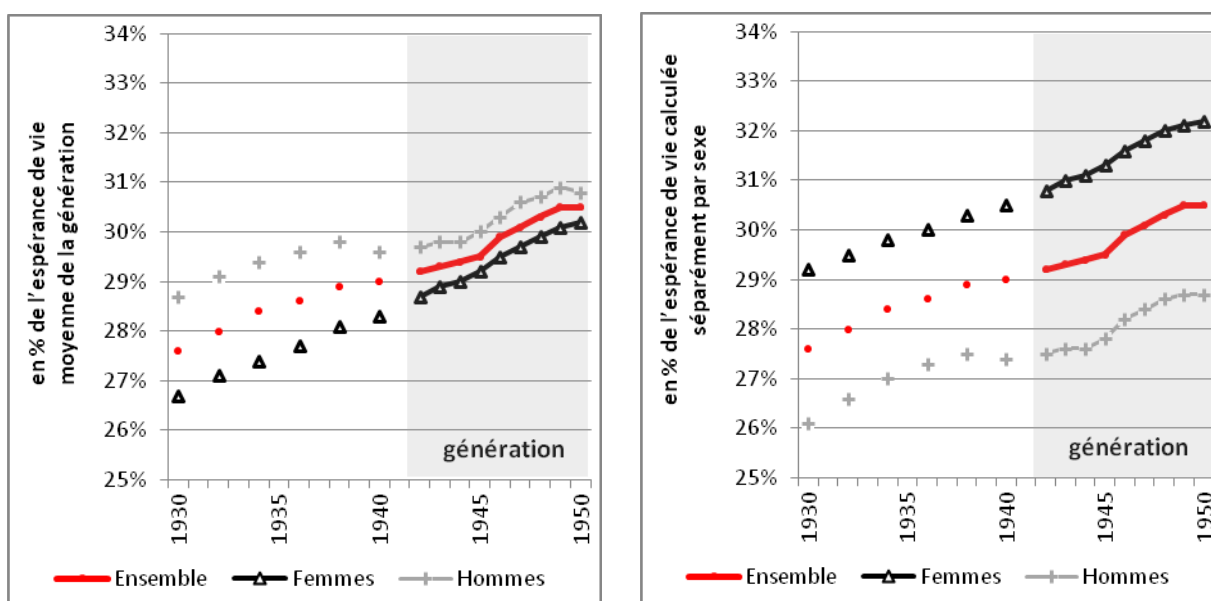 en % de l'espérance de vie
moyenne de la génération
34%
33%
32%
31%
30%
29%
28%
27%
26%
25%
génération
1930
1935
1940
1945
1950
Ensemble
Femmes
Hommes
en % de l'espérance de vie calculée
séparément par sexe
34%
33%
32%
31%
30%
29%
28%
27%
26%
25%
génération
1930
1935
1940
1945
1950
Ensemble
Femmes
Hommes